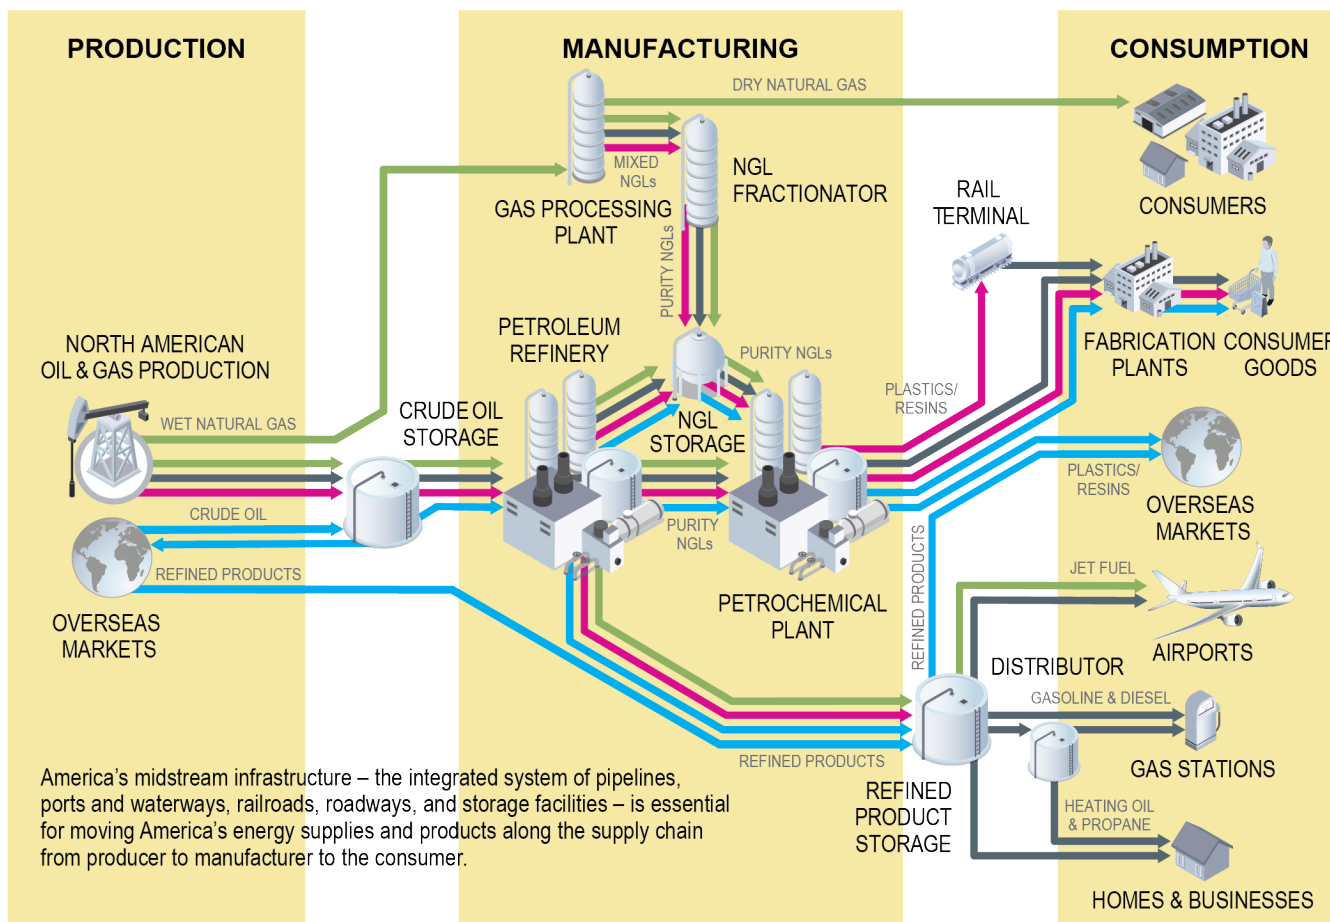 PRODUCTION
MANUFACTURING
CONSUMPTION
DRY NATURAL GAS
MIXED
NGLs
NGL
FRACTIONATOR
GAS PROCESSING
PLANT
RAIL
TERMINAL
CONSUMERS
PURITY NGLs
PETROLEUM
REFINERY
PURITY NGLs
NORTH AMERICAN
OIL & GAS PRODUCTION
FABRICATION
PLANTS
CONSUMER
GOODS
WET NATURAL GAS
CRUDE OIL
STORAGE
NGL
STORAGE
PLASTICS/
RESINS
PLASTICS/
RESINS
OVERSEAS
MARKETS
CRUDE OIL
PURITY
NGLs
REFINED PRODUCTS
OVERSEAS
MARKETS
PETROCHEMICAL
PLANT
REFINED PRODUCTS
JET FUEL
AIRPORTS
DISTRIBUTOR
GASOLINE & DIESEL
REFINED PRODUCTS
GAS STATIONS
REFINED
PRODUCT
STORAGE
HEATING OIL
& PROPANE
HOMES & BUSINESSES
America's midstream infrastructure – the integrated system of pipelines,
ports and waterways, railroads, roadways, and storage facilities – is essential
for moving America's energy supplies and products along the supply chain
from producer to manufacturer to the consumer.